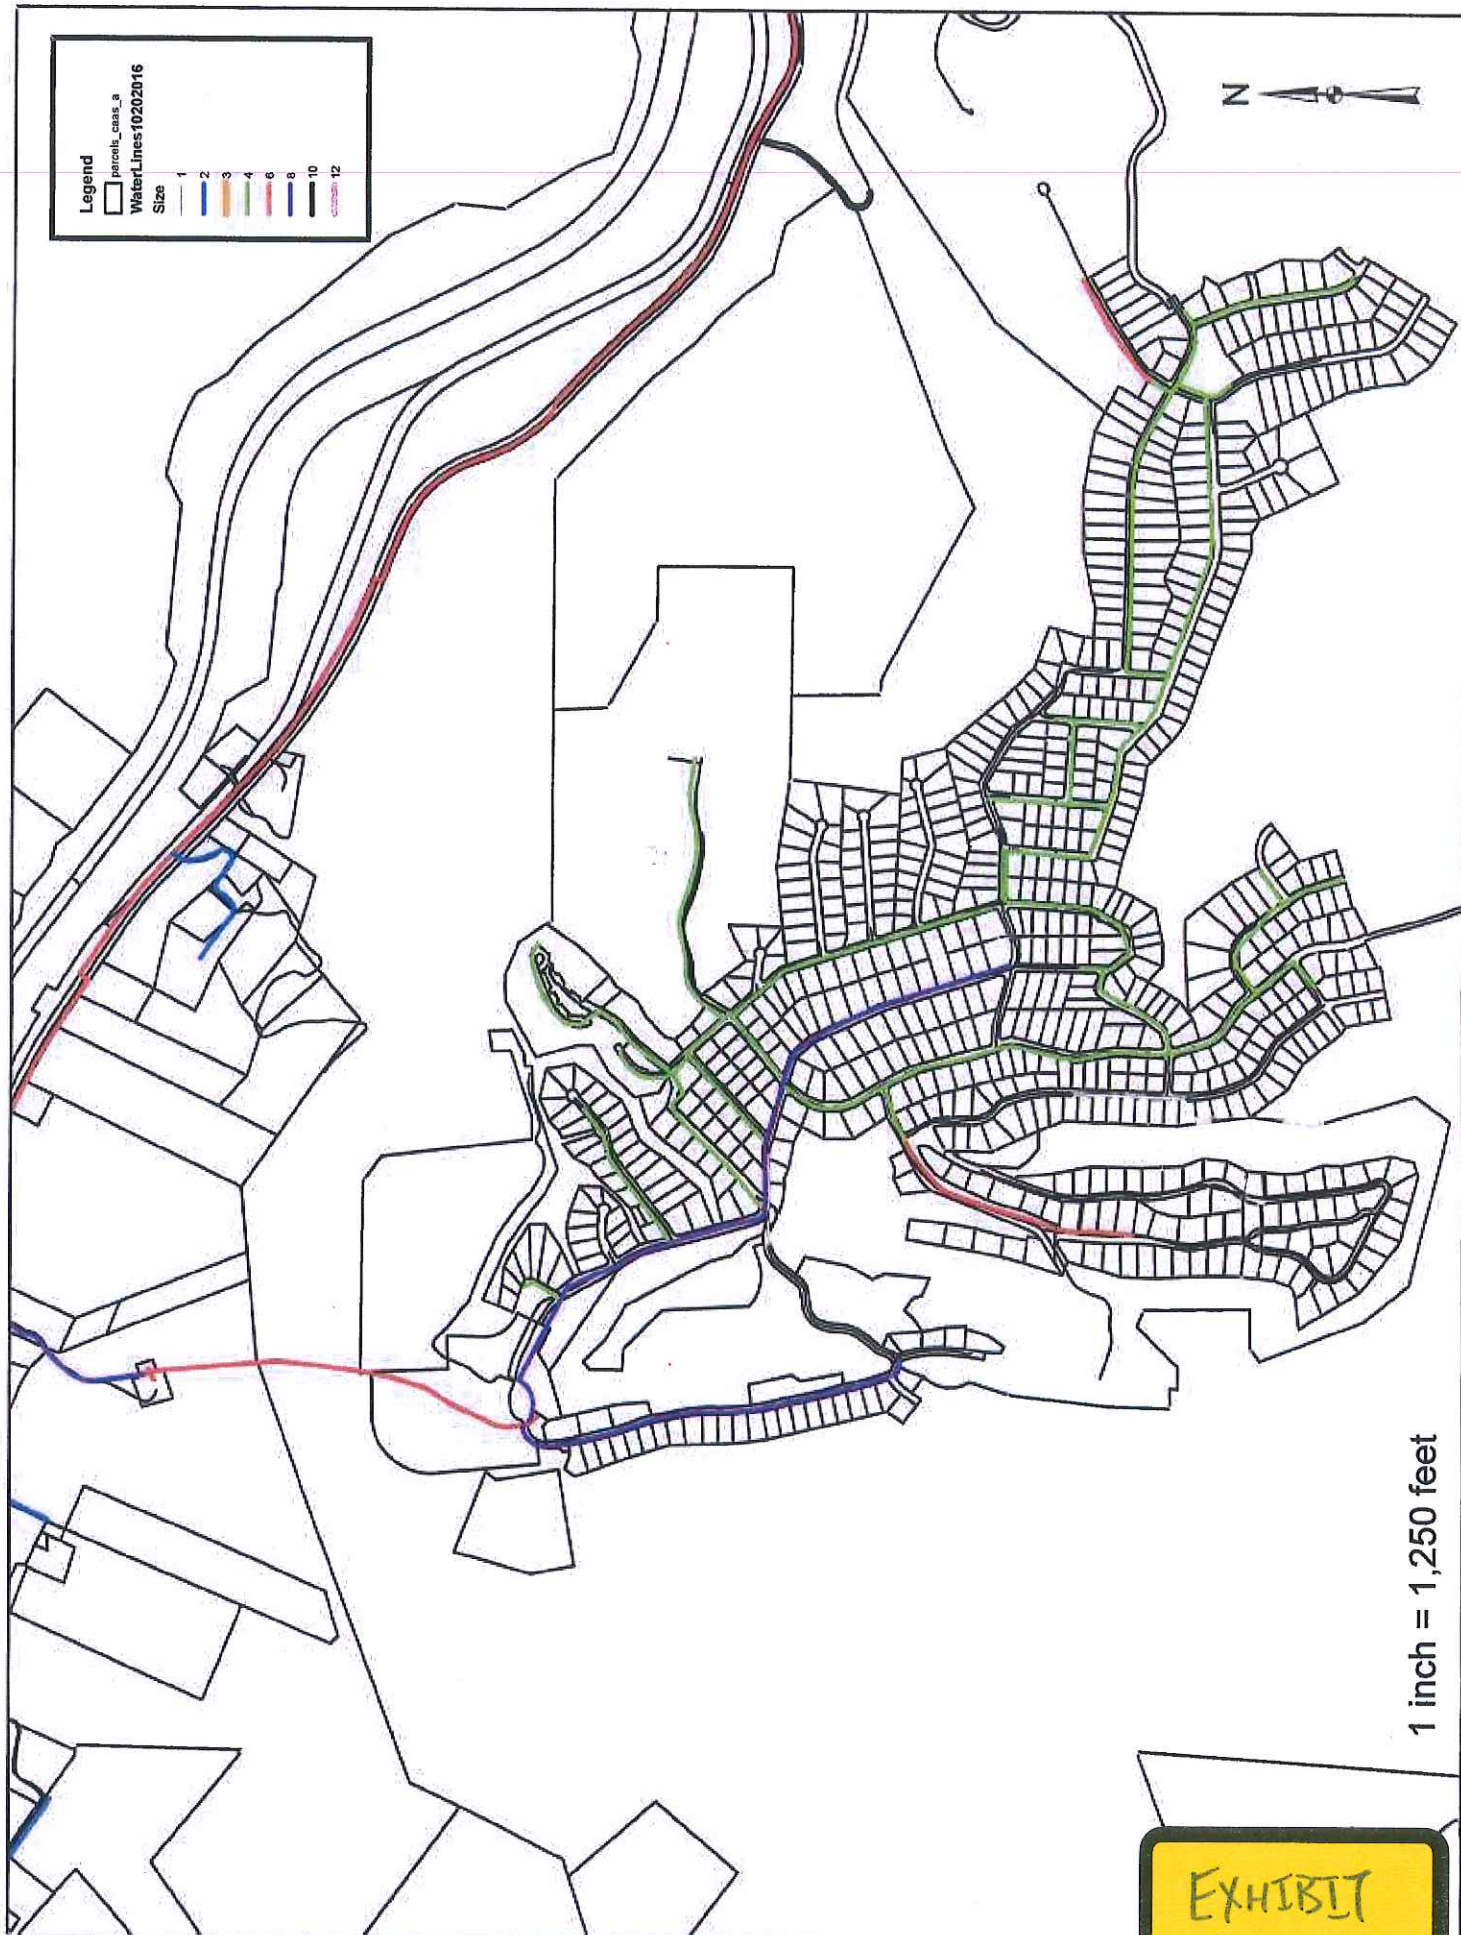 Legend
parcels_caas_a
WaterLines10202016
Size
1
2
3
4
6
8
10
12
N
1 inch = 1,250 feet
EXHIBIT